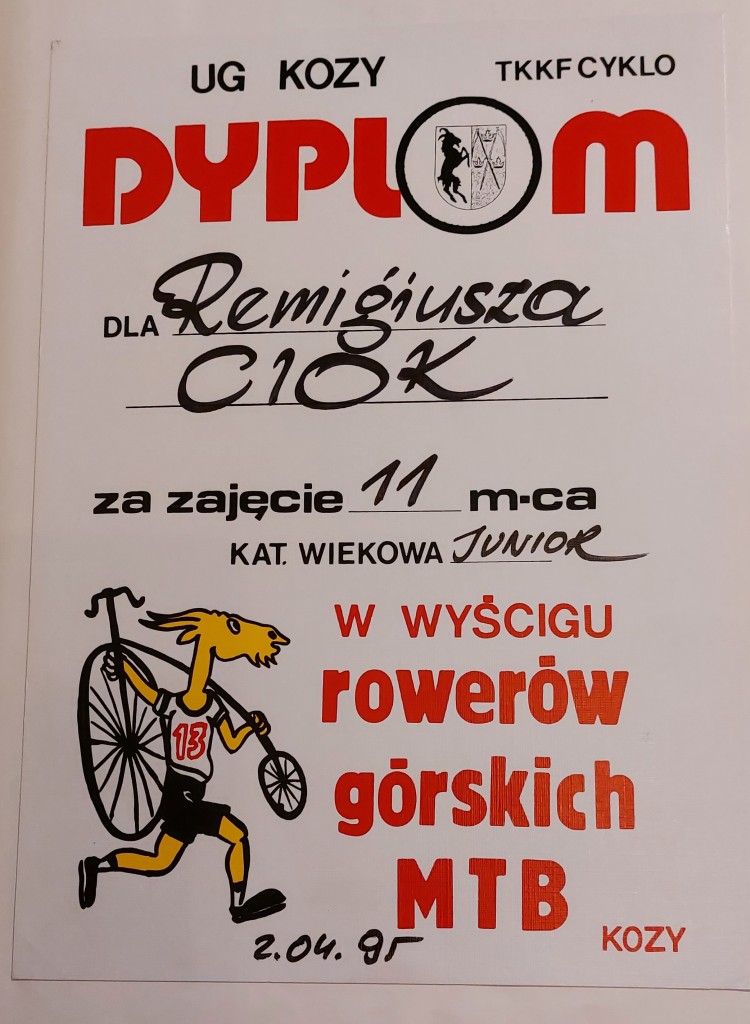 UG KOZY TKKF CYKLO
DYPLOM
DLA Remigiusza
CIOK
za zajęcie 11 m-ca
KAT. WIEKOWA JUNIOR
W WYŚCIGU
rowerów
górskich
MTB
KOZY
13
2.04.95